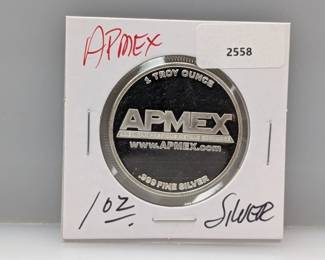 APMEX
2558
1 TROY OUNCE
APMEX
www.APMEX.com
.999 FINE SILVER
1oz.
SILVER